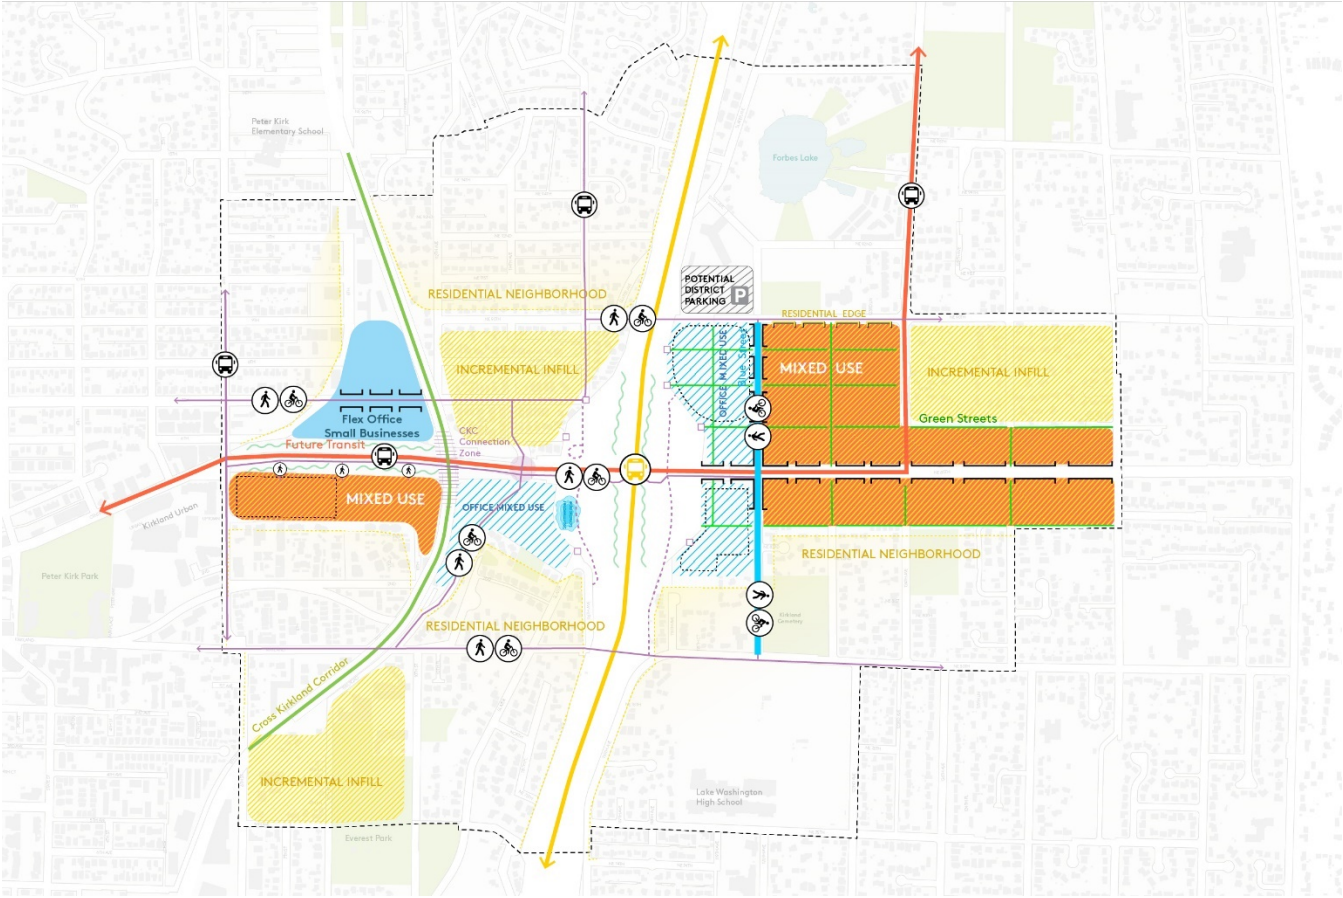 Peter Kirk
Elementary School
Forbes Lake
POTENTIAL
DISTRICT
PARKING P
RESIDENTIAL NEIGHBORHOOD
RESIDENTIAL EDGE
OFFICE MIXED USE
Blue Street
MIXED USE
INCREMENTAL INFILL
INCREMENTAL INFILL
Green Streets
Flex Office
Small Businesses
CKC
Connection
Zone
Future Transit
MIXED USE
OFFICE MIXED USE
Kirkland Urban
RESIDENTIAL NEIGHBORHOOD
Peter Kirk Park
Kirkland
Cemetery
RESIDENTIAL NEIGHBORHOOD
Cross Kirkland Corridor
INCREMENTAL INFILL
Lake Washington
High School
Everest Park